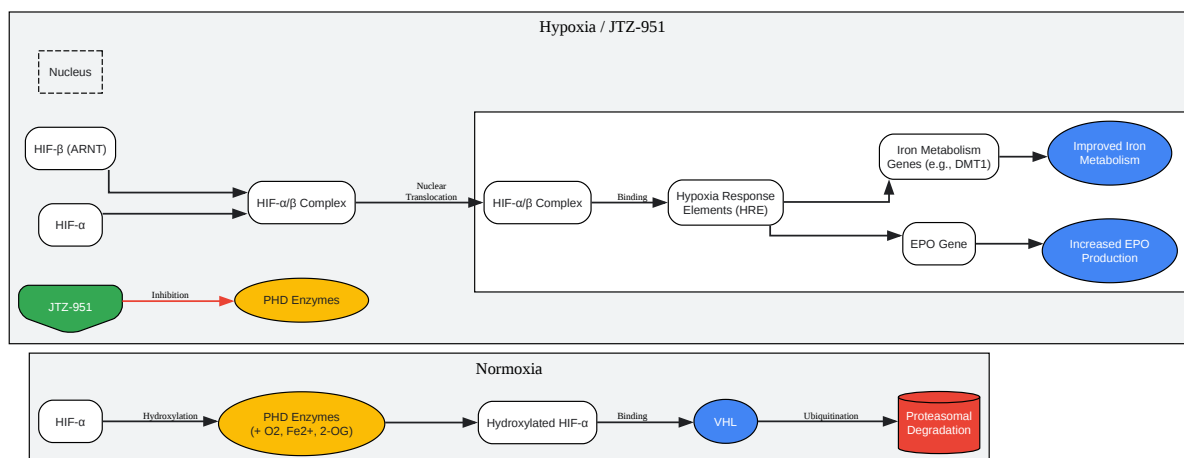 Hypoxia / JTZ-951
Nucleus
HIF-β (ARNT)
HIF-α
HIF-α/β Complex
Nuclear
Translocation
HIF-α/β Complex
Binding
Hypoxia Response
Elements (HRE)
Iron Metabolism
Genes (e.g., DMT1)
Improved Iron
Metabolism
EPO Gene
Increased EPO
Production
JTZ-951
Inhibition
PHD Enzymes
Normoxia
HIF-α
Hydroxylation
PHD Enzymes
(+ O2, Fe2+, 2-OG)
Hydroxylated HIF-α
Binding
VHL
Ubiquitination
Proteasomal
Degradation